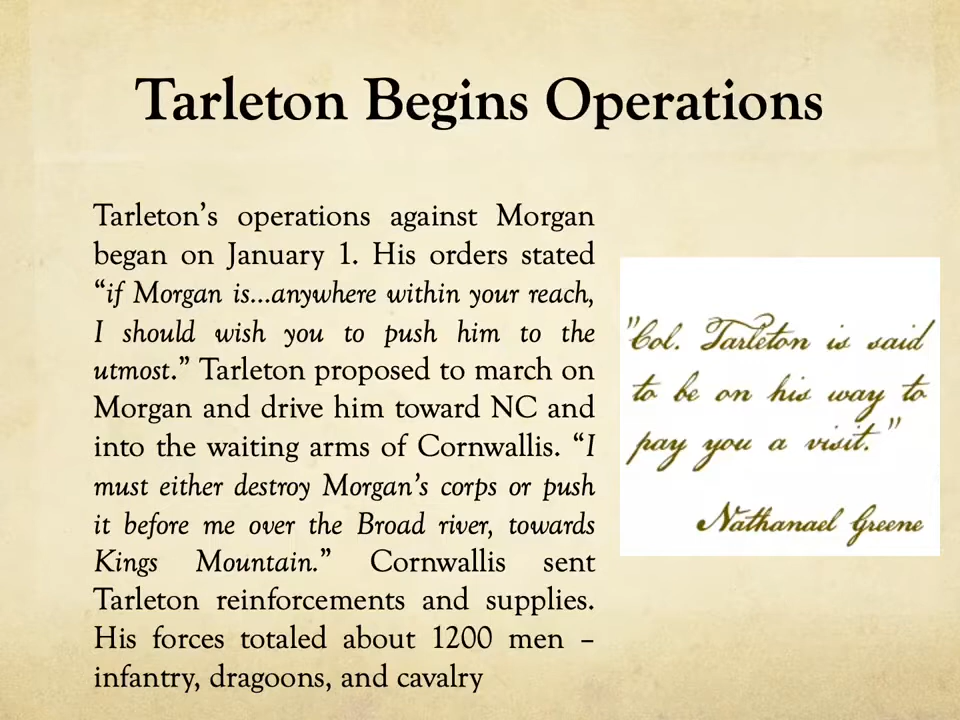 Tarleton Begins Operations
Tarleton’s operations against Morgan
began on January 1. His orders stated
“if Morgan is...anywhere within your reach,
I should wish you to push him to the
utmost.” Tarleton proposed to march on
Morgan and drive him toward NC and
into the waiting arms of Cornwallis. “I
must either destroy Morgan’s corps or push
it before me over the Broad river, towards
Kings Mountain.” Cornwallis sent
Tarleton reinforcements and supplies.
His forces totaled about 1200 men –
infantry, dragoons, and cavalry
"Col. Tarleton is said
to be on his way to
pay you a visit."
Nathanael Greene